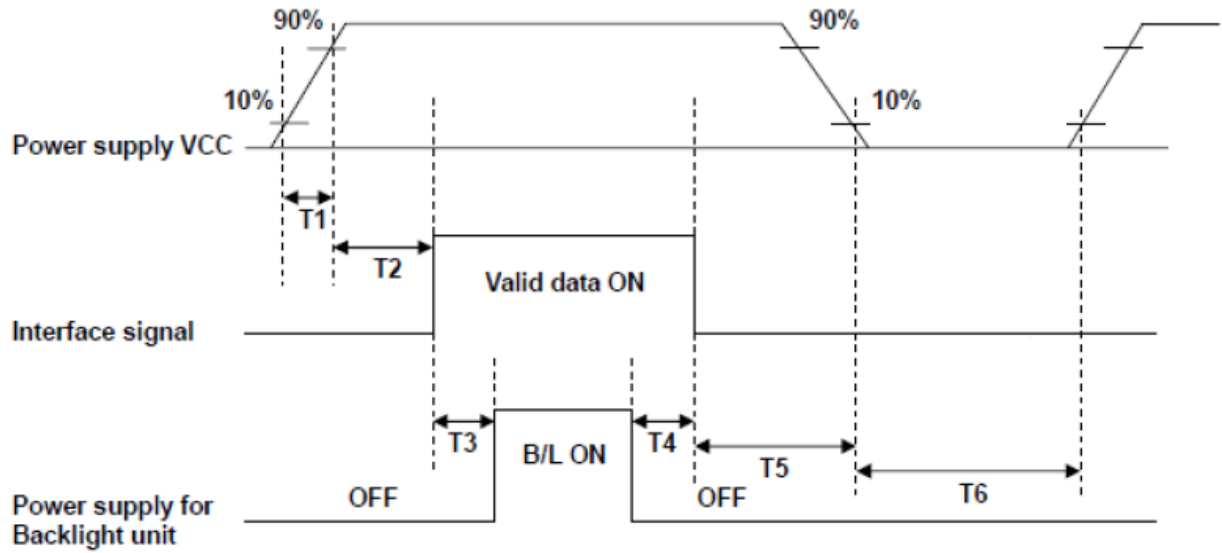 90%
90%
10%
10%
Power supply VCC
T1
T2
Valid data ON
Interface signal
T3
B/L ON
T4
T5
T6
OFF
OFF
Power supply for
Backlight unit